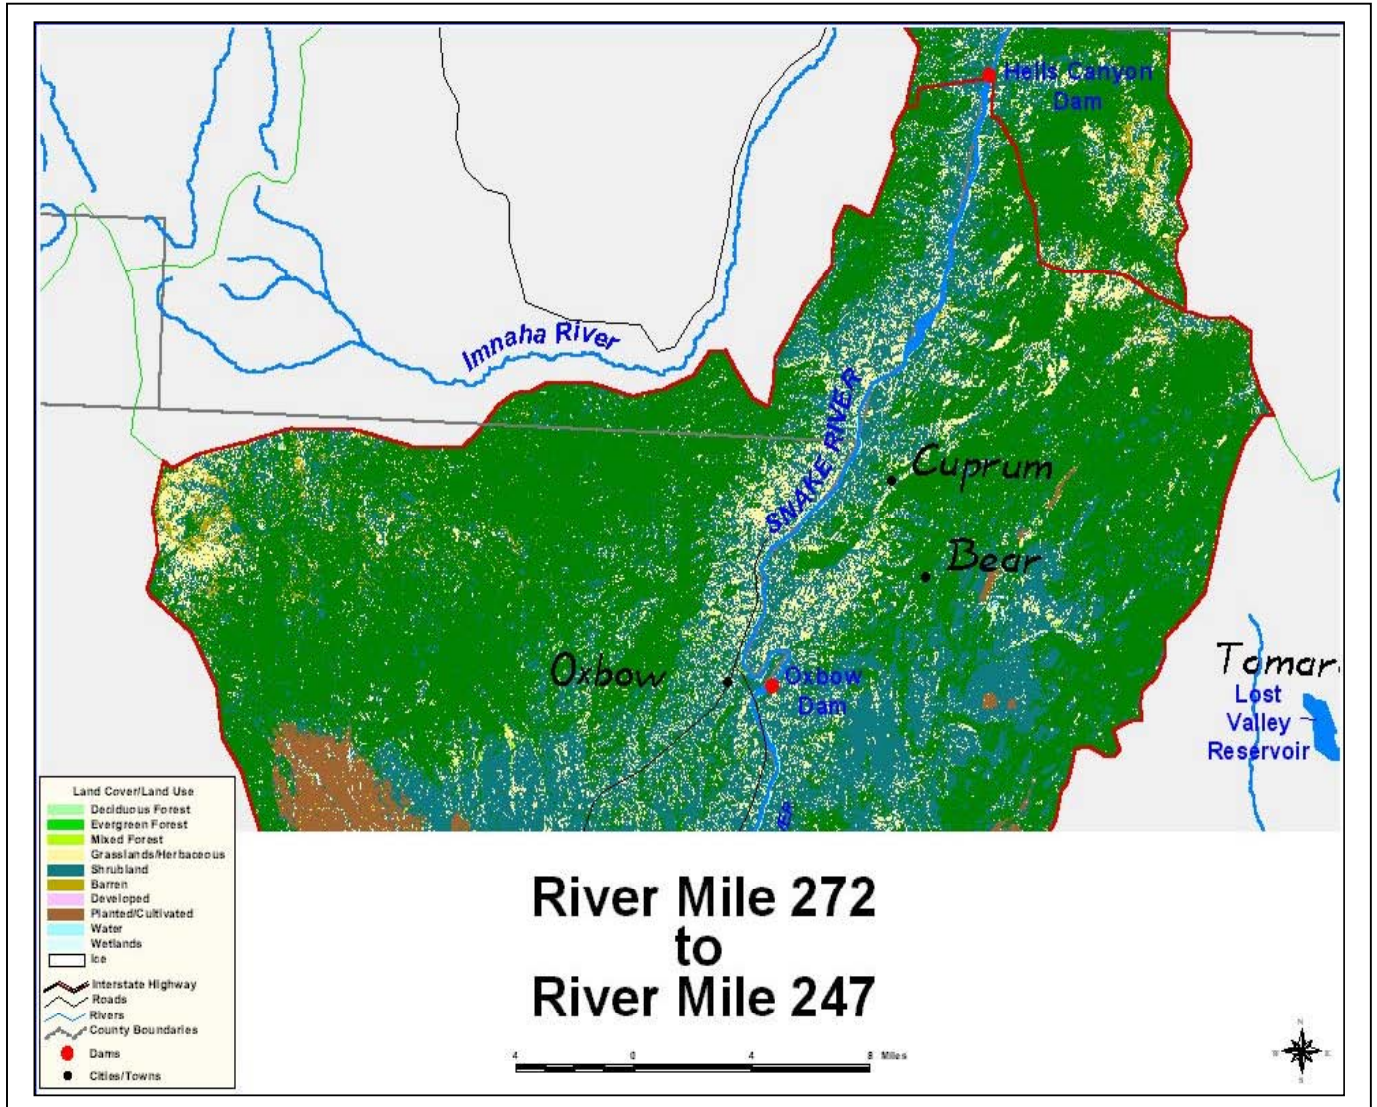 Hells Canyon
Dam
Imnaha River
SNAKE RIVER
Cuprum
Bear
Oxbow
Oxbow
Dam
Tamar
Lost
Valley
Reservoir
ER
Land Cover/Land Use
Deciduous Forest
Evergreen Forest
Mixed Forest
Grasslands/Herbaceous
Shrubland
Barren
Developed
Planted/Cultivated
Water
Wetlands
Ice
Interstate Highway
Roads
Rivers
County Boundaries
Dams
Cities/Towns
River Mile 272
to
River Mile 247
4 0 4 8 Miles
N
W E
S